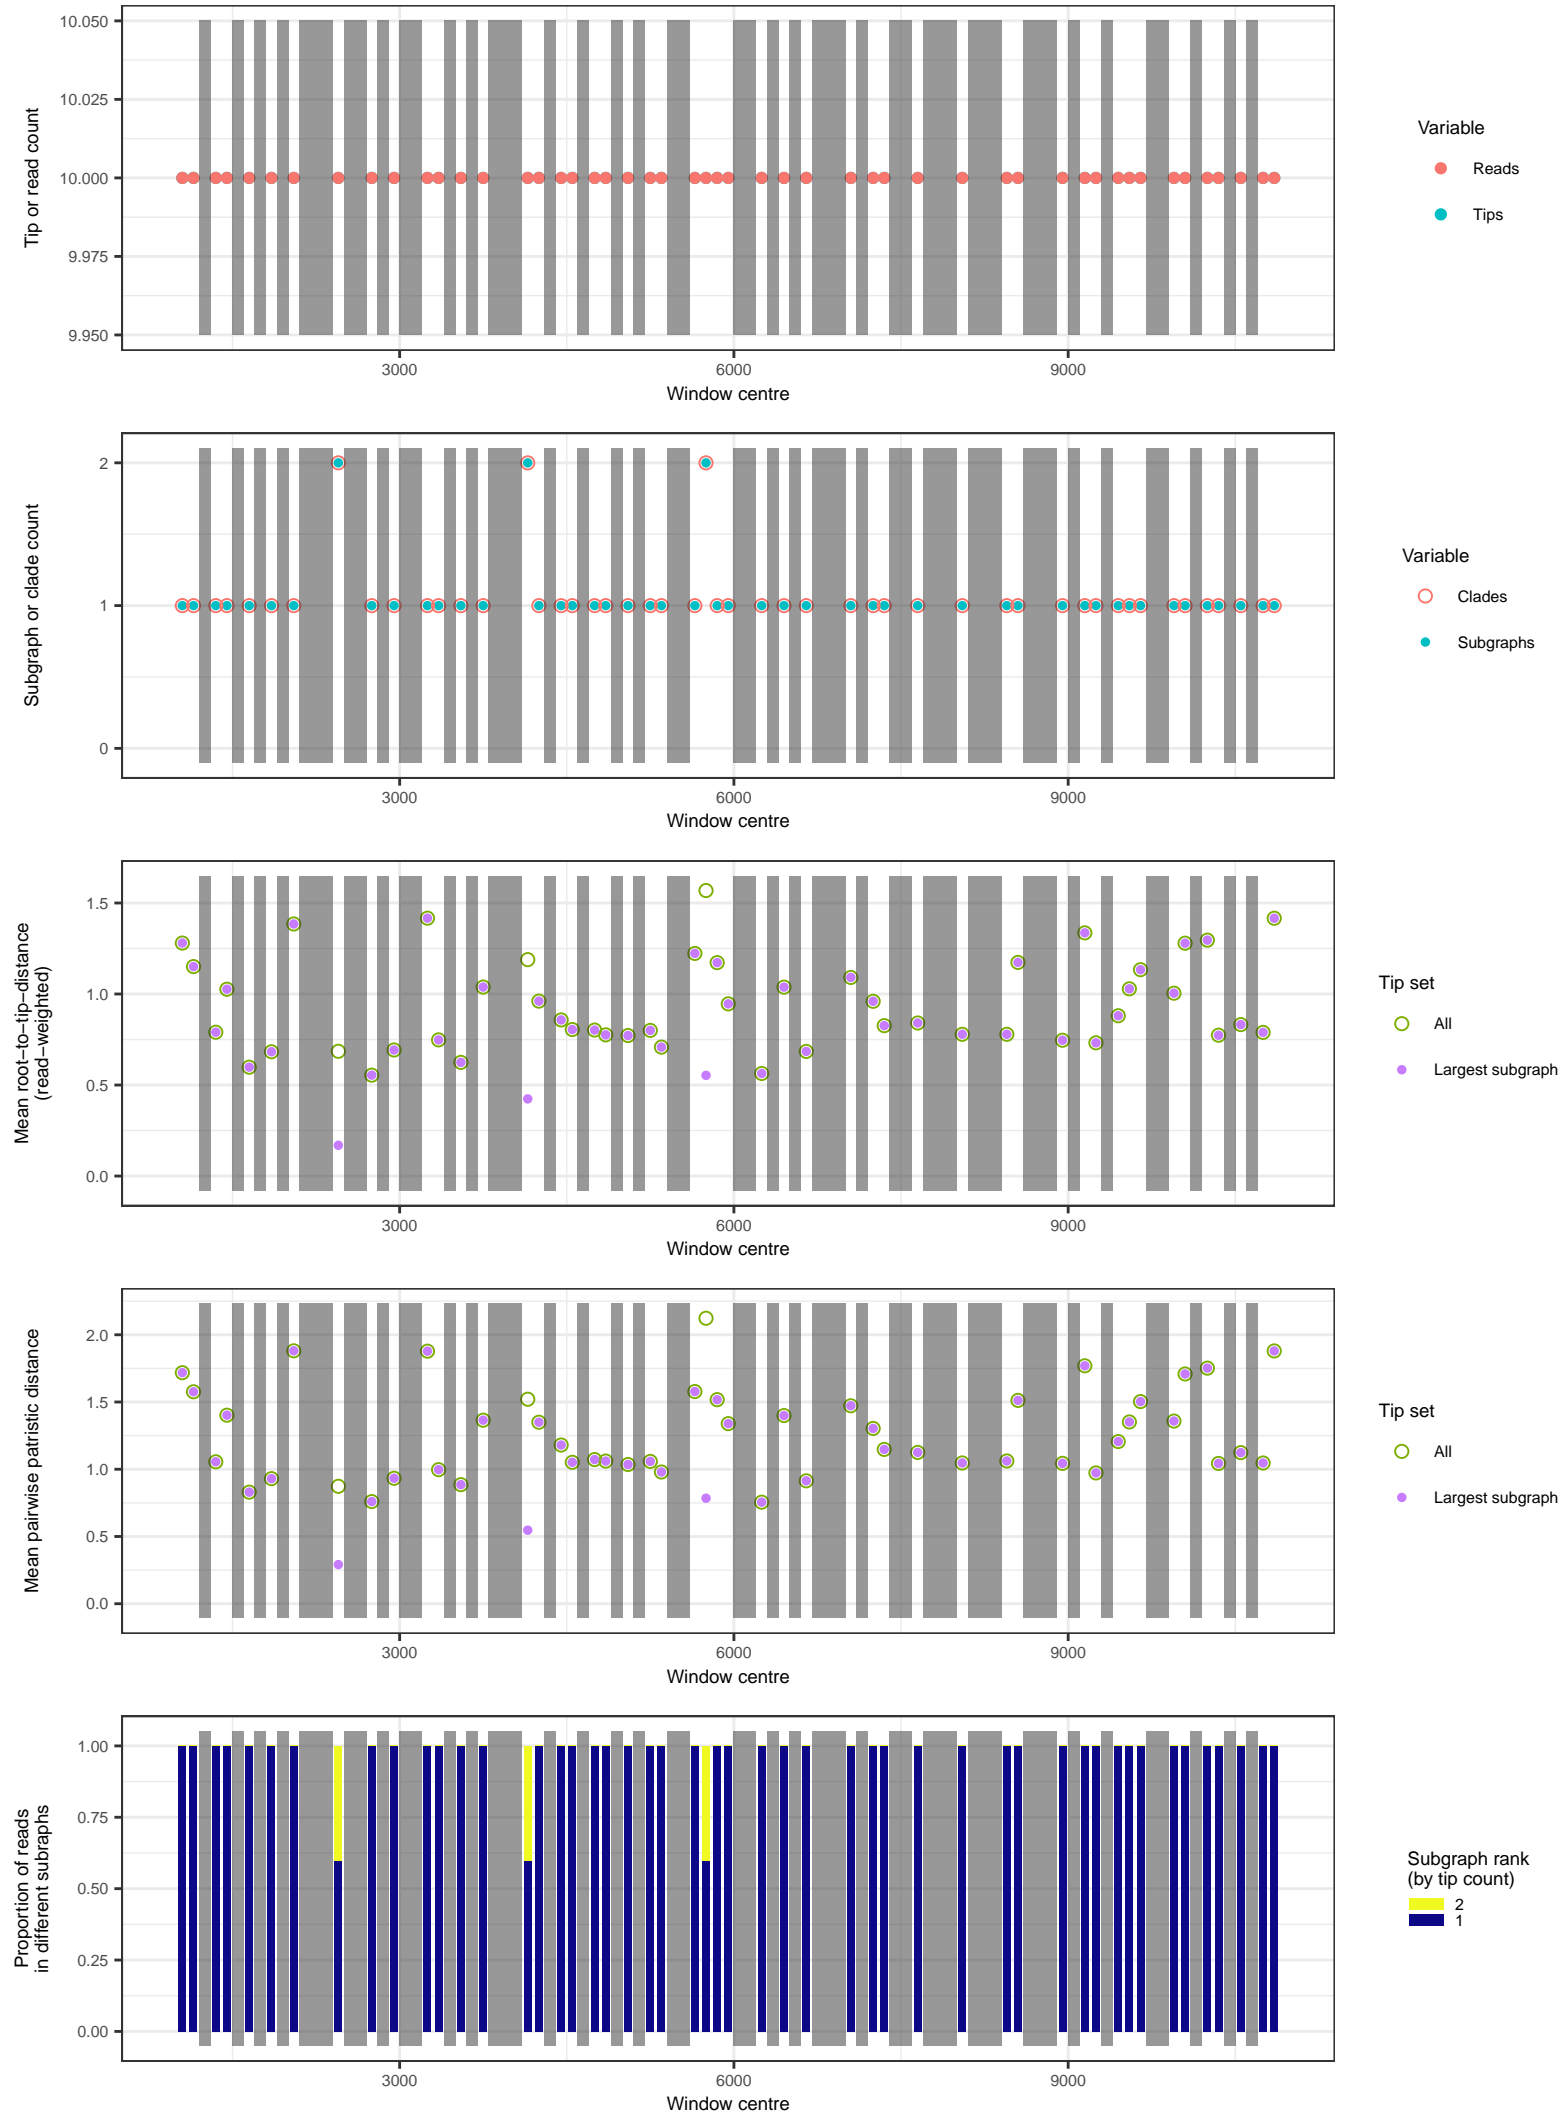 10.050
10.025
10.000
9.975
9.950
Tip or read count
3000
6000
9000
Window centre
Variable
Reads
Tips
2
1
0
Subgraph or clade count
3000
6000
9000
Window centre
Variable
Clades
Subgraphs
1.5
1.0
0.5
0.0
Mean root−to−tip−distance
(read−weighted)
3000
6000
9000
Window centre
Tip set
All
Largest subgraph
2.0
1.5
1.0
0.5
0.0
Mean pairwise patristic distance
3000
6000
9000
Window centre
Tip set
All
Largest subgraph
1.00
0.75
0.50
0.25
0.00
Proportion of reads
in different subraphs
3000
6000
9000
Window centre
Subgraph rank
(by tip count)
2
1